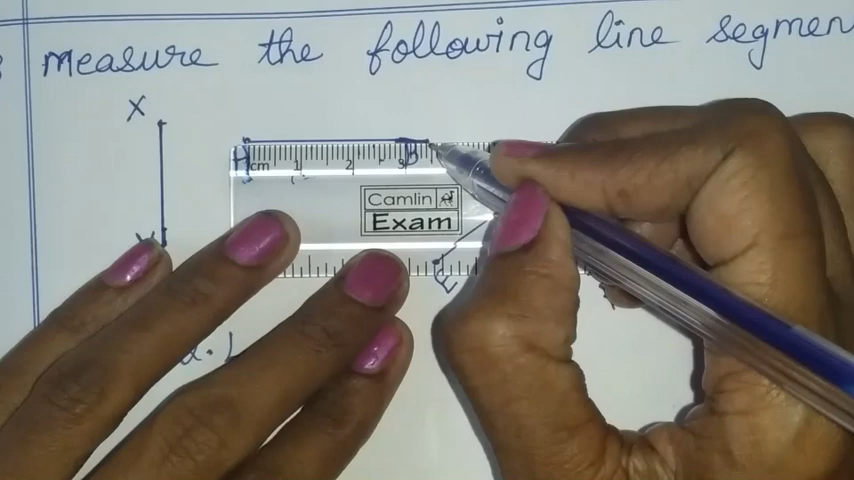 measure the following line segmen
X
A cm 1 2 3 B
Camlin
Exam
Y
E